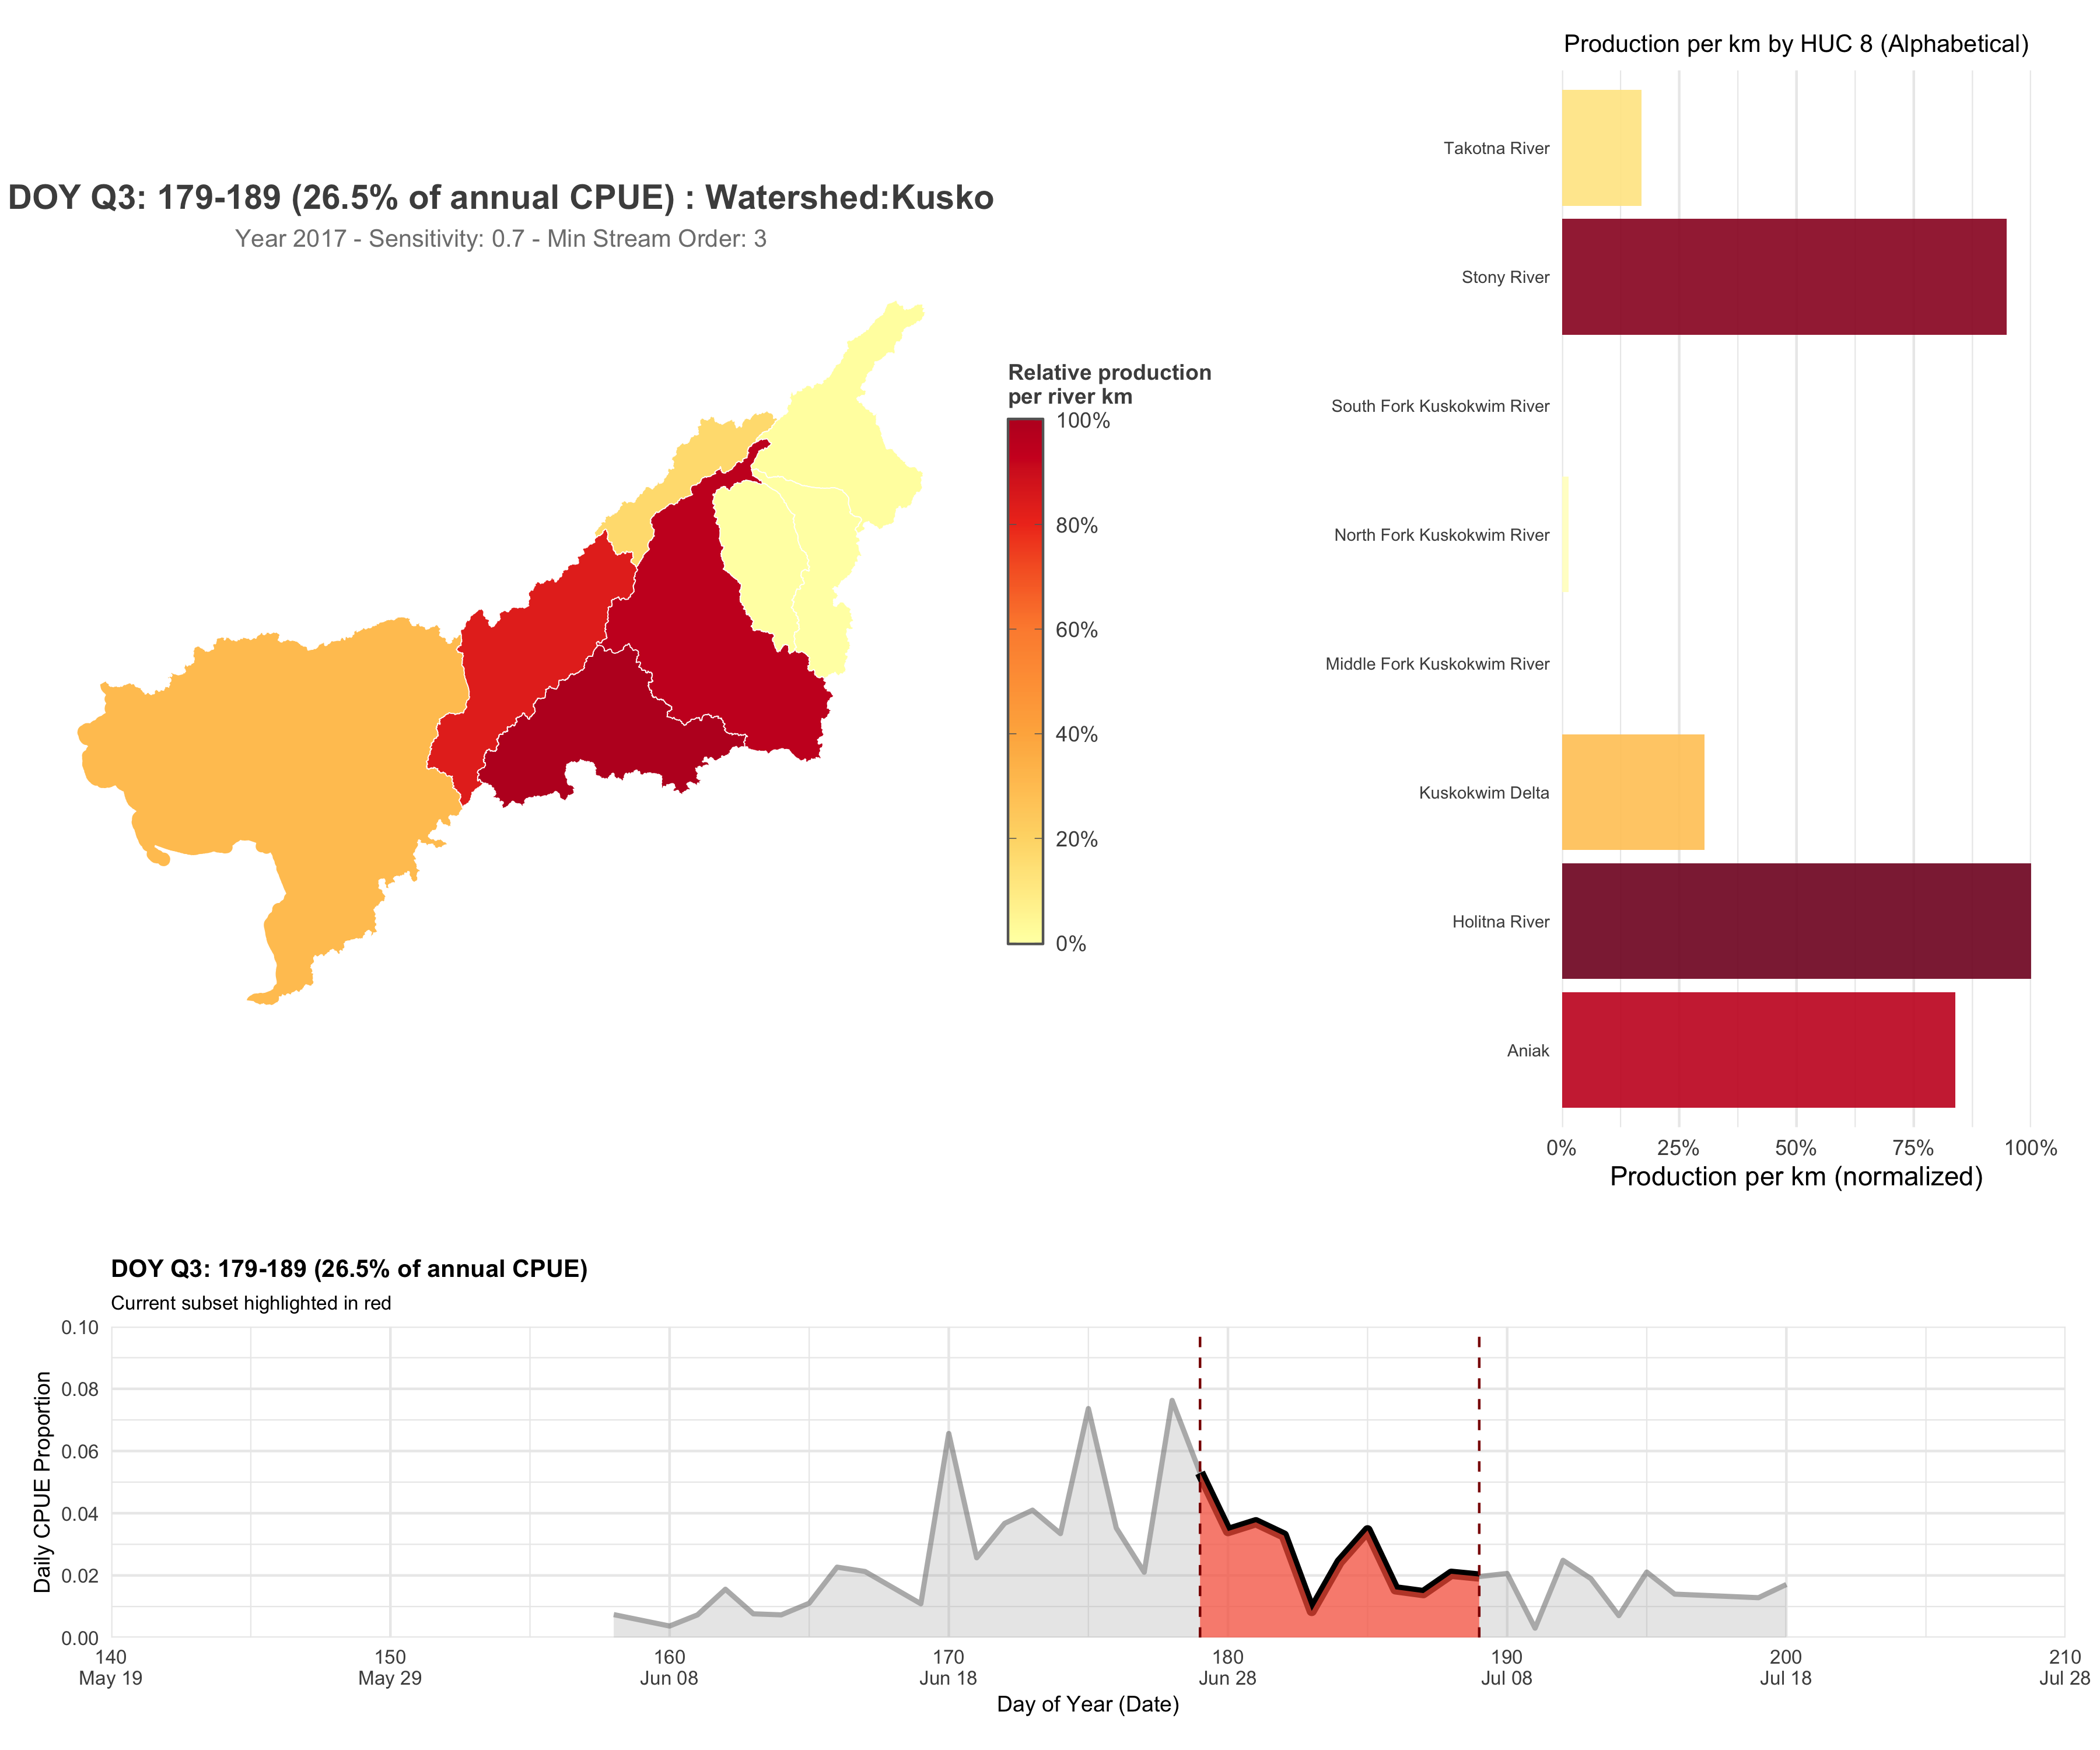 Production per km by HUC 8 (Alphabetical)
Takotna River
Stony River
South Fork Kuskokwim River
North Fork Kuskokwim River
Middle Fork Kuskokwim River
Kuskokwim Delta
Holitna River
Aniak
0%
25%
50%
75%
100%
Production per km (normalized)
DOY Q3: 179-189 (26.5% of annual CPUE) : Watershed:Kusko
Year 2017 - Sensitivity: 0.7 - Min Stream Order: 3
Relative production
per river km
100%
80%
60%
40%
20%
0%
DOY Q3: 179-189 (26.5% of annual CPUE)
Current subset highlighted in red
Daily CPUE Proportion
0.10
0.08
0.06
0.04
0.02
0.00
140 150 160 170 180 190 200 210
May 19 May 29 Jun 08 Jun 18 Jun 28 Jul 08 Jul 18 Jul 28
Day of Year (Date)